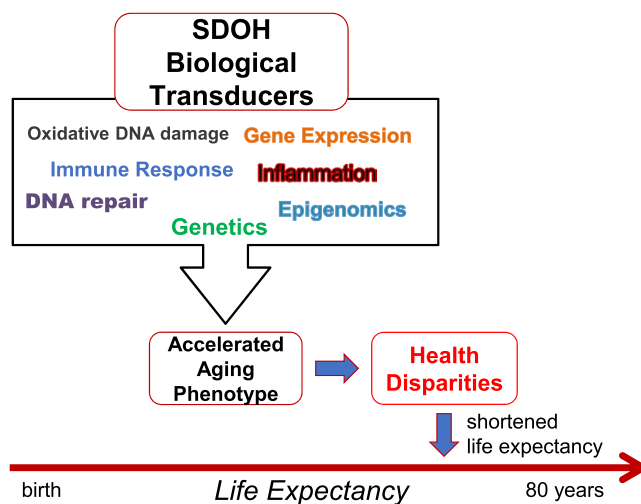 SDOH
Biological
Transducers
Oxidative DNA damage
Gene Expression
Immune Response
Inflammation
DNA repair
Epigenomics
Genetics
Accelerated
Aging
Phenotype
Health
Disparities
shortened
life expectancy
birth
Life Expectancy
80 years